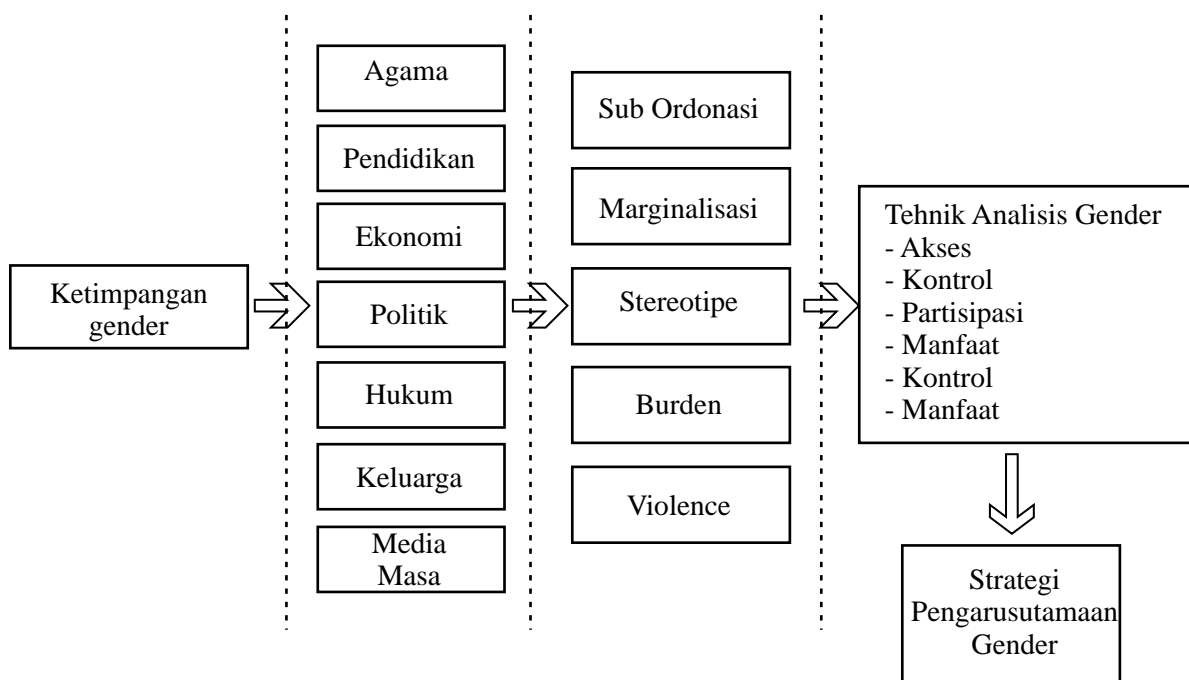 Ketimpangan
gender
Agama
Pendidikan
Ekonomi
Politik
Hukum
Keluarga
Media
Masa
Sub Ordonasi
Marginalisasi
Stereotipe
Burden
Violence
Tehnik Analisis Gender
- Akses
- Kontrol
- Partisipasi
- Manfaat
- Kontrol
- Manfaat
Strategi
Pengarusutamaan
Gender